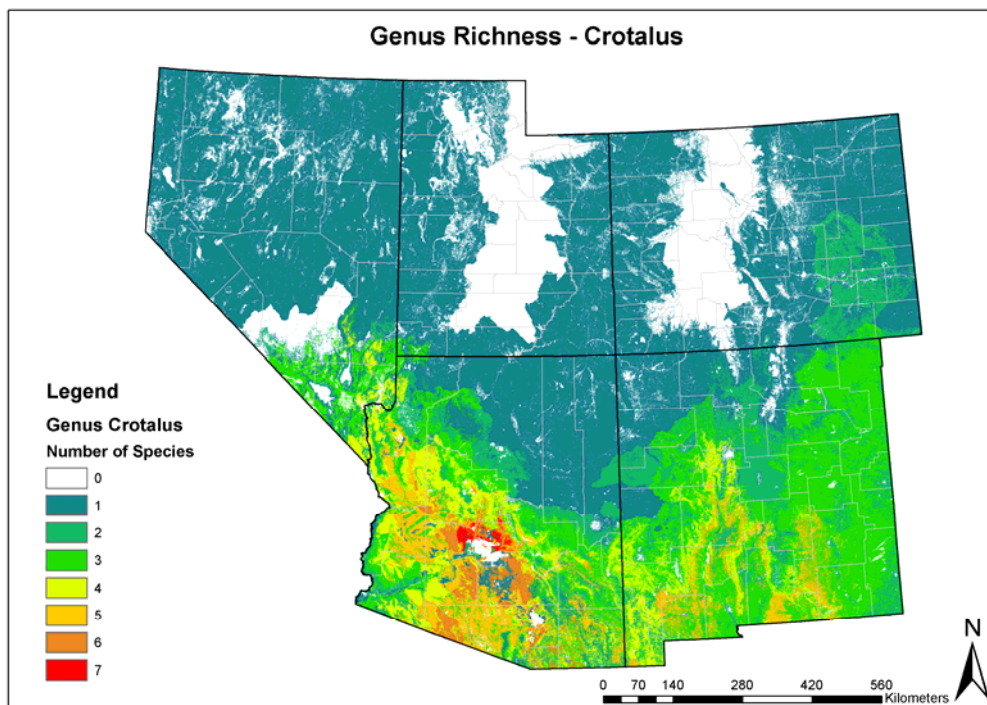 Genus Richness - Crotalus
Legend
Genus Crotalus
Number of Species
0
1
2
3
4
5
6
7
N
0 70 140 280 420 560
Kilometers